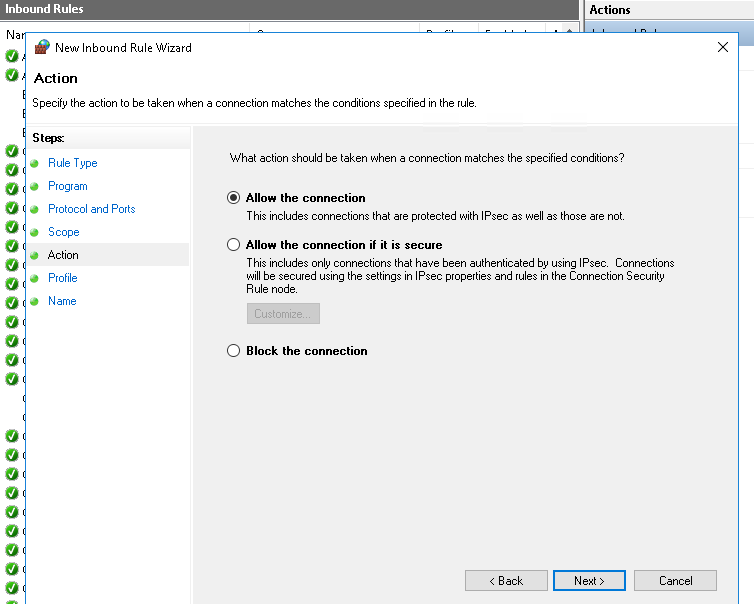 Inbound Rules
Actions
New Inbound Rule Wizard
Action
Specify the action to be taken when a connection matches the conditions specified in the rule.
Steps:
Rule Type
Program
Protocol and Ports
Scope
Action
Profile
Name
What action should be taken when a connection matches the specified conditions?
Allow the connection
This includes connections that are protected with IPsec as well as those are not.
Allow the connection if it is secure
This includes only connections that have been authenticated by using IPsec. Connections
will be secured using the settings in IPsec properties and rules in the Connection Security
Rule node.
Customize...
Block the connection
< Back
Next >
Cancel